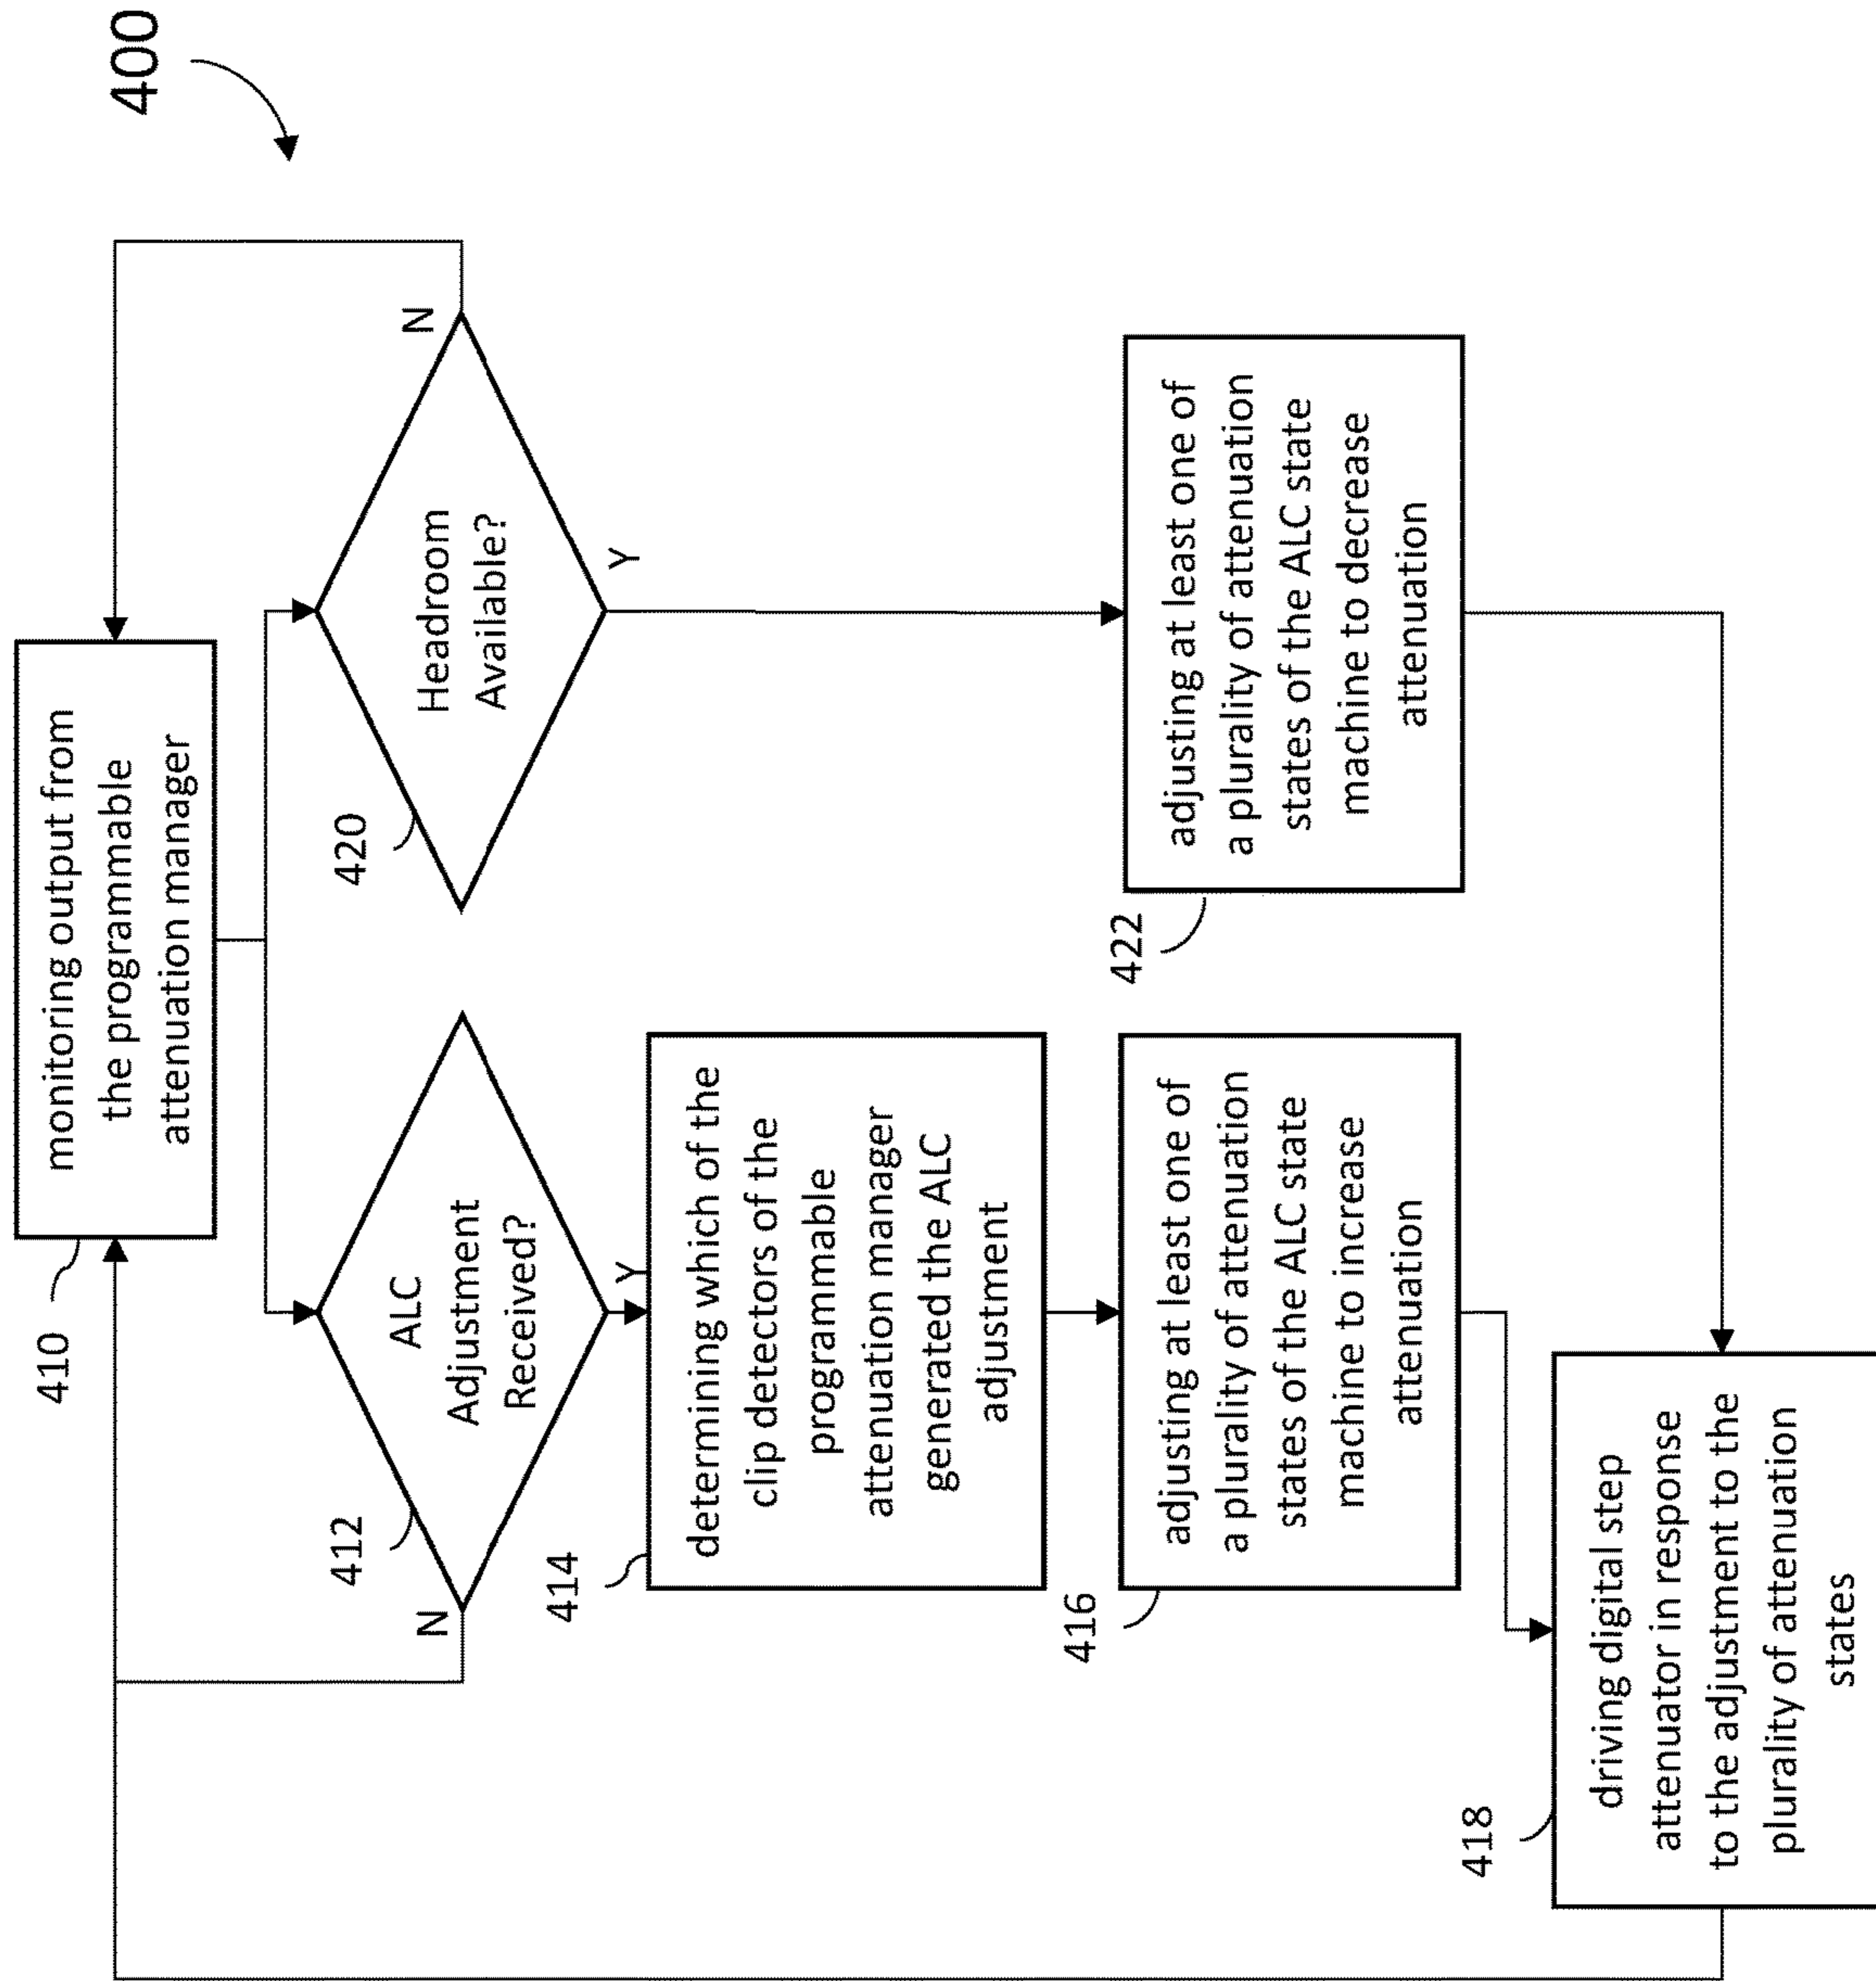 400
410
monitoring output from
the programmable
attenuation manager
412
ALC
Adjustment
Received?
N
Y
414
determining which of the
clip detectors of the
programmable
attenuation manager
generated the ALC
adjustment
416
adjusting at least one of
a plurality of attenuation
states of the ALC state
machine to increase
attenuation
418
driving digital step
attenuator in response
to the adjustment to the
plurality of attenuation
states
420
Headroom
Available?
N
Y
422
adjusting at least one of
a plurality of attenuation
states of the ALC state
machine to decrease
attenuation